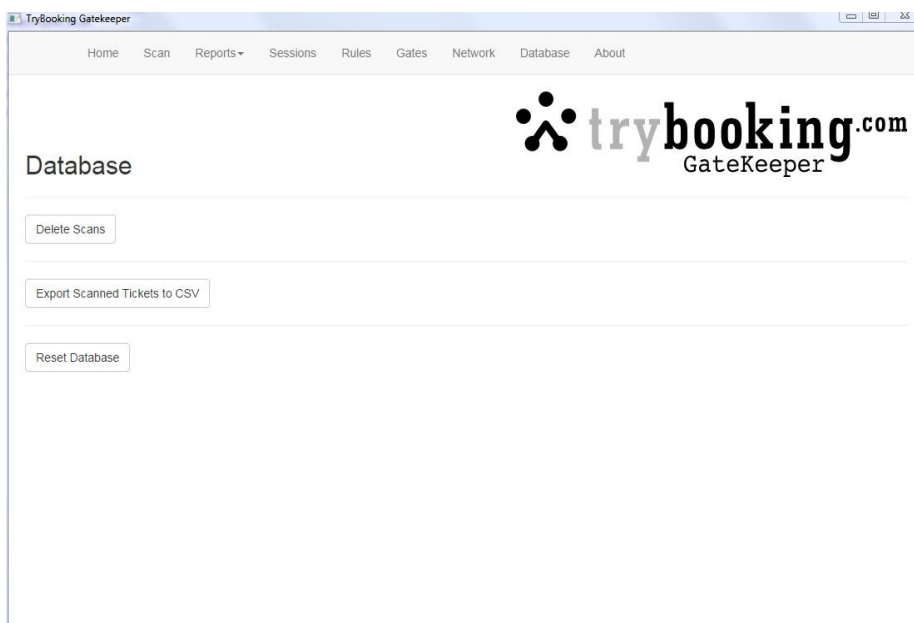 TryBooking Gatekeeper
Home Scan Reports Sessions Rules Gates Network Database About
trybooking.com
GateKeeper
Database
Delete Scans
Export Scanned Tickets to CSV
Reset Database